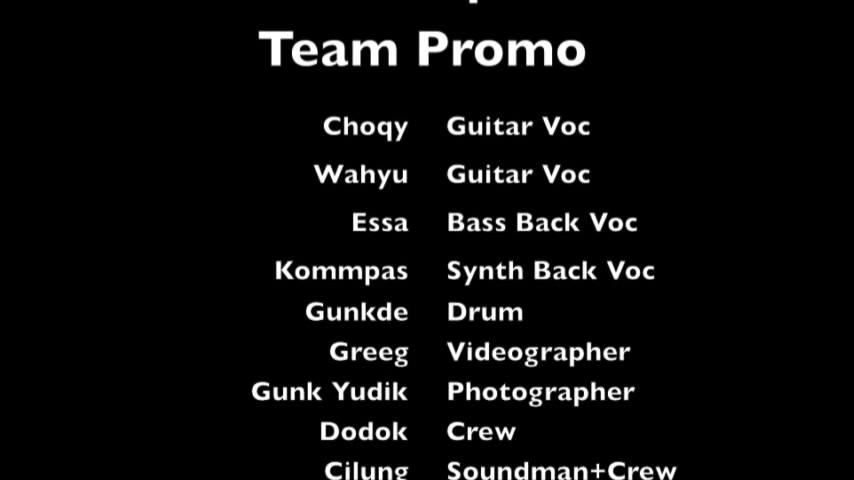 Team Promo
Choqy Guitar Voc
Wahyu Guitar Voc
Essa Bass Back Voc
Kommpas Synth Back Voc
Gunkde Drum
Greeg Videographer
Gunk Yudik Photographer
Dodok Crew
Cilung Soundman+Crew